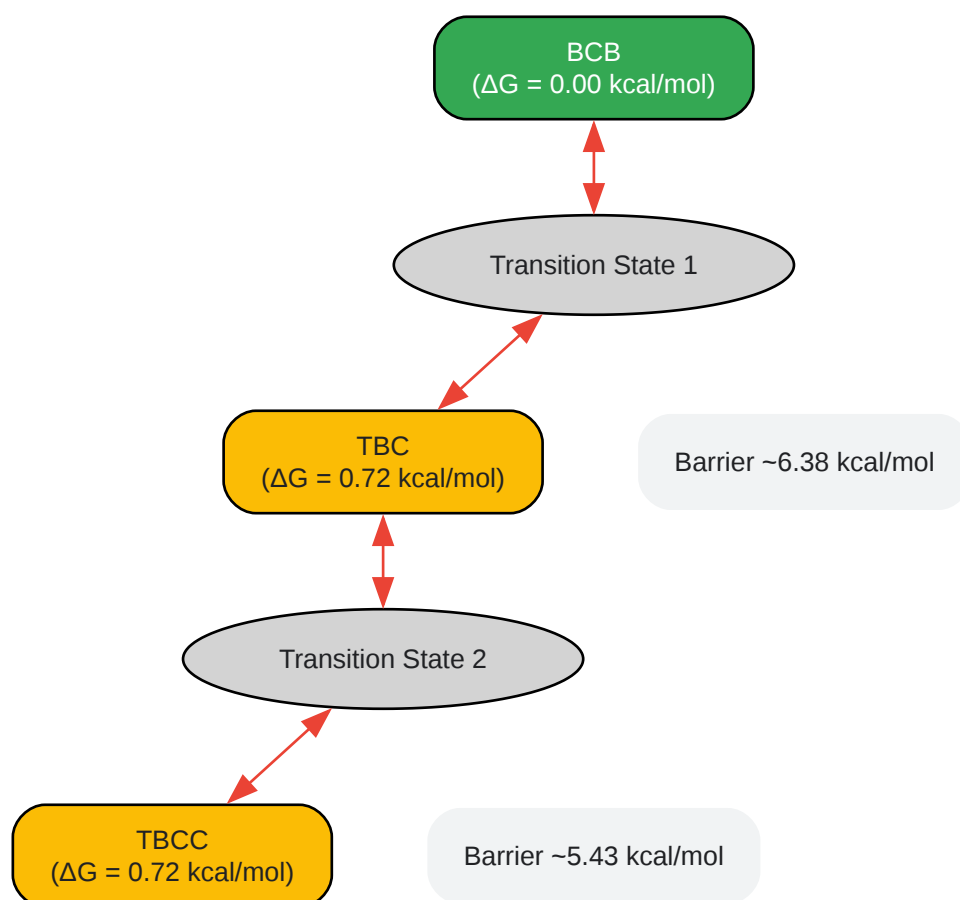 BCB
(ΔG = 0.00 kcal/mol)
Transition State 1
TBC
(ΔG = 0.72 kcal/mol)
Barrier ~6.38 kcal/mol
Transition State 2
TBCC
(ΔG = 0.72 kcal/mol)
Barrier ~5.43 kcal/mol